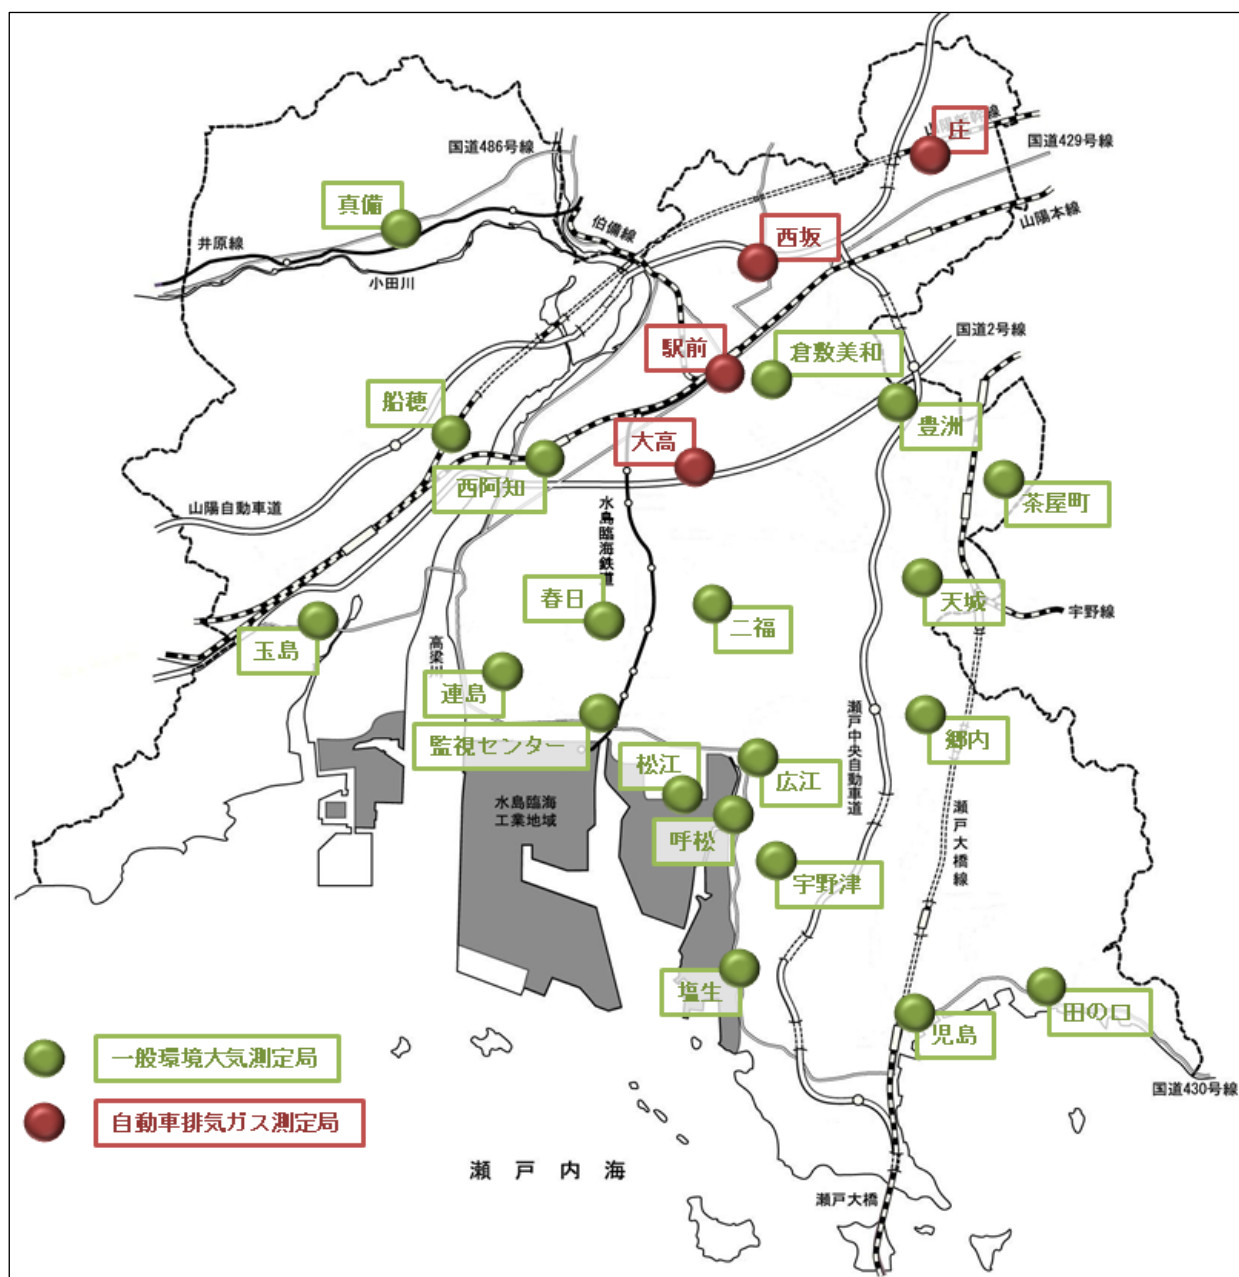 庄
山陽新幹線
国道429号線
国道486号線
真備
伯備線
西坂
山陽本線
井原線
小田川
駅前
倉敷美和
国道2号線
船穂
豊洲
大高
西阿知
茶屋町
山陽自動車道
水島臨海鉄道
春日
二福
天城
宇野線
玉島
高梁川
連島
監視センター
瀬戸中央自動車道
郷内
松江
広江
水島臨海
工業地域
呼松
瀬戸大橋線
宇野津
塩生
児島
田の口
一般環境大気測定局
国道430号線
自動車排気ガス測定局
瀬戸内海
瀬戸大橋